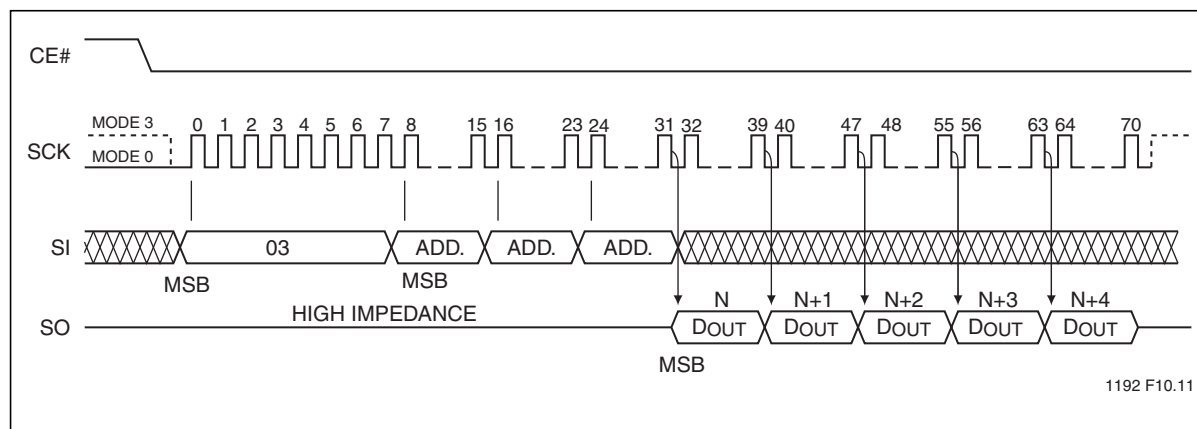 CE#
MODE 3 0 1 2 3 4 5 6 7 8 15 16 23 24 31 32 39 40 47 48 55 56 63 64 70
SCK MODE 0
SI 03 ADD. ADD. ADD.
MSB MSB
HIGH IMPEDANCE N N+1 N+2 N+3 N+4
SO DOUT DOUT DOUT DOUT DOUT
MSB
1192 F10.11